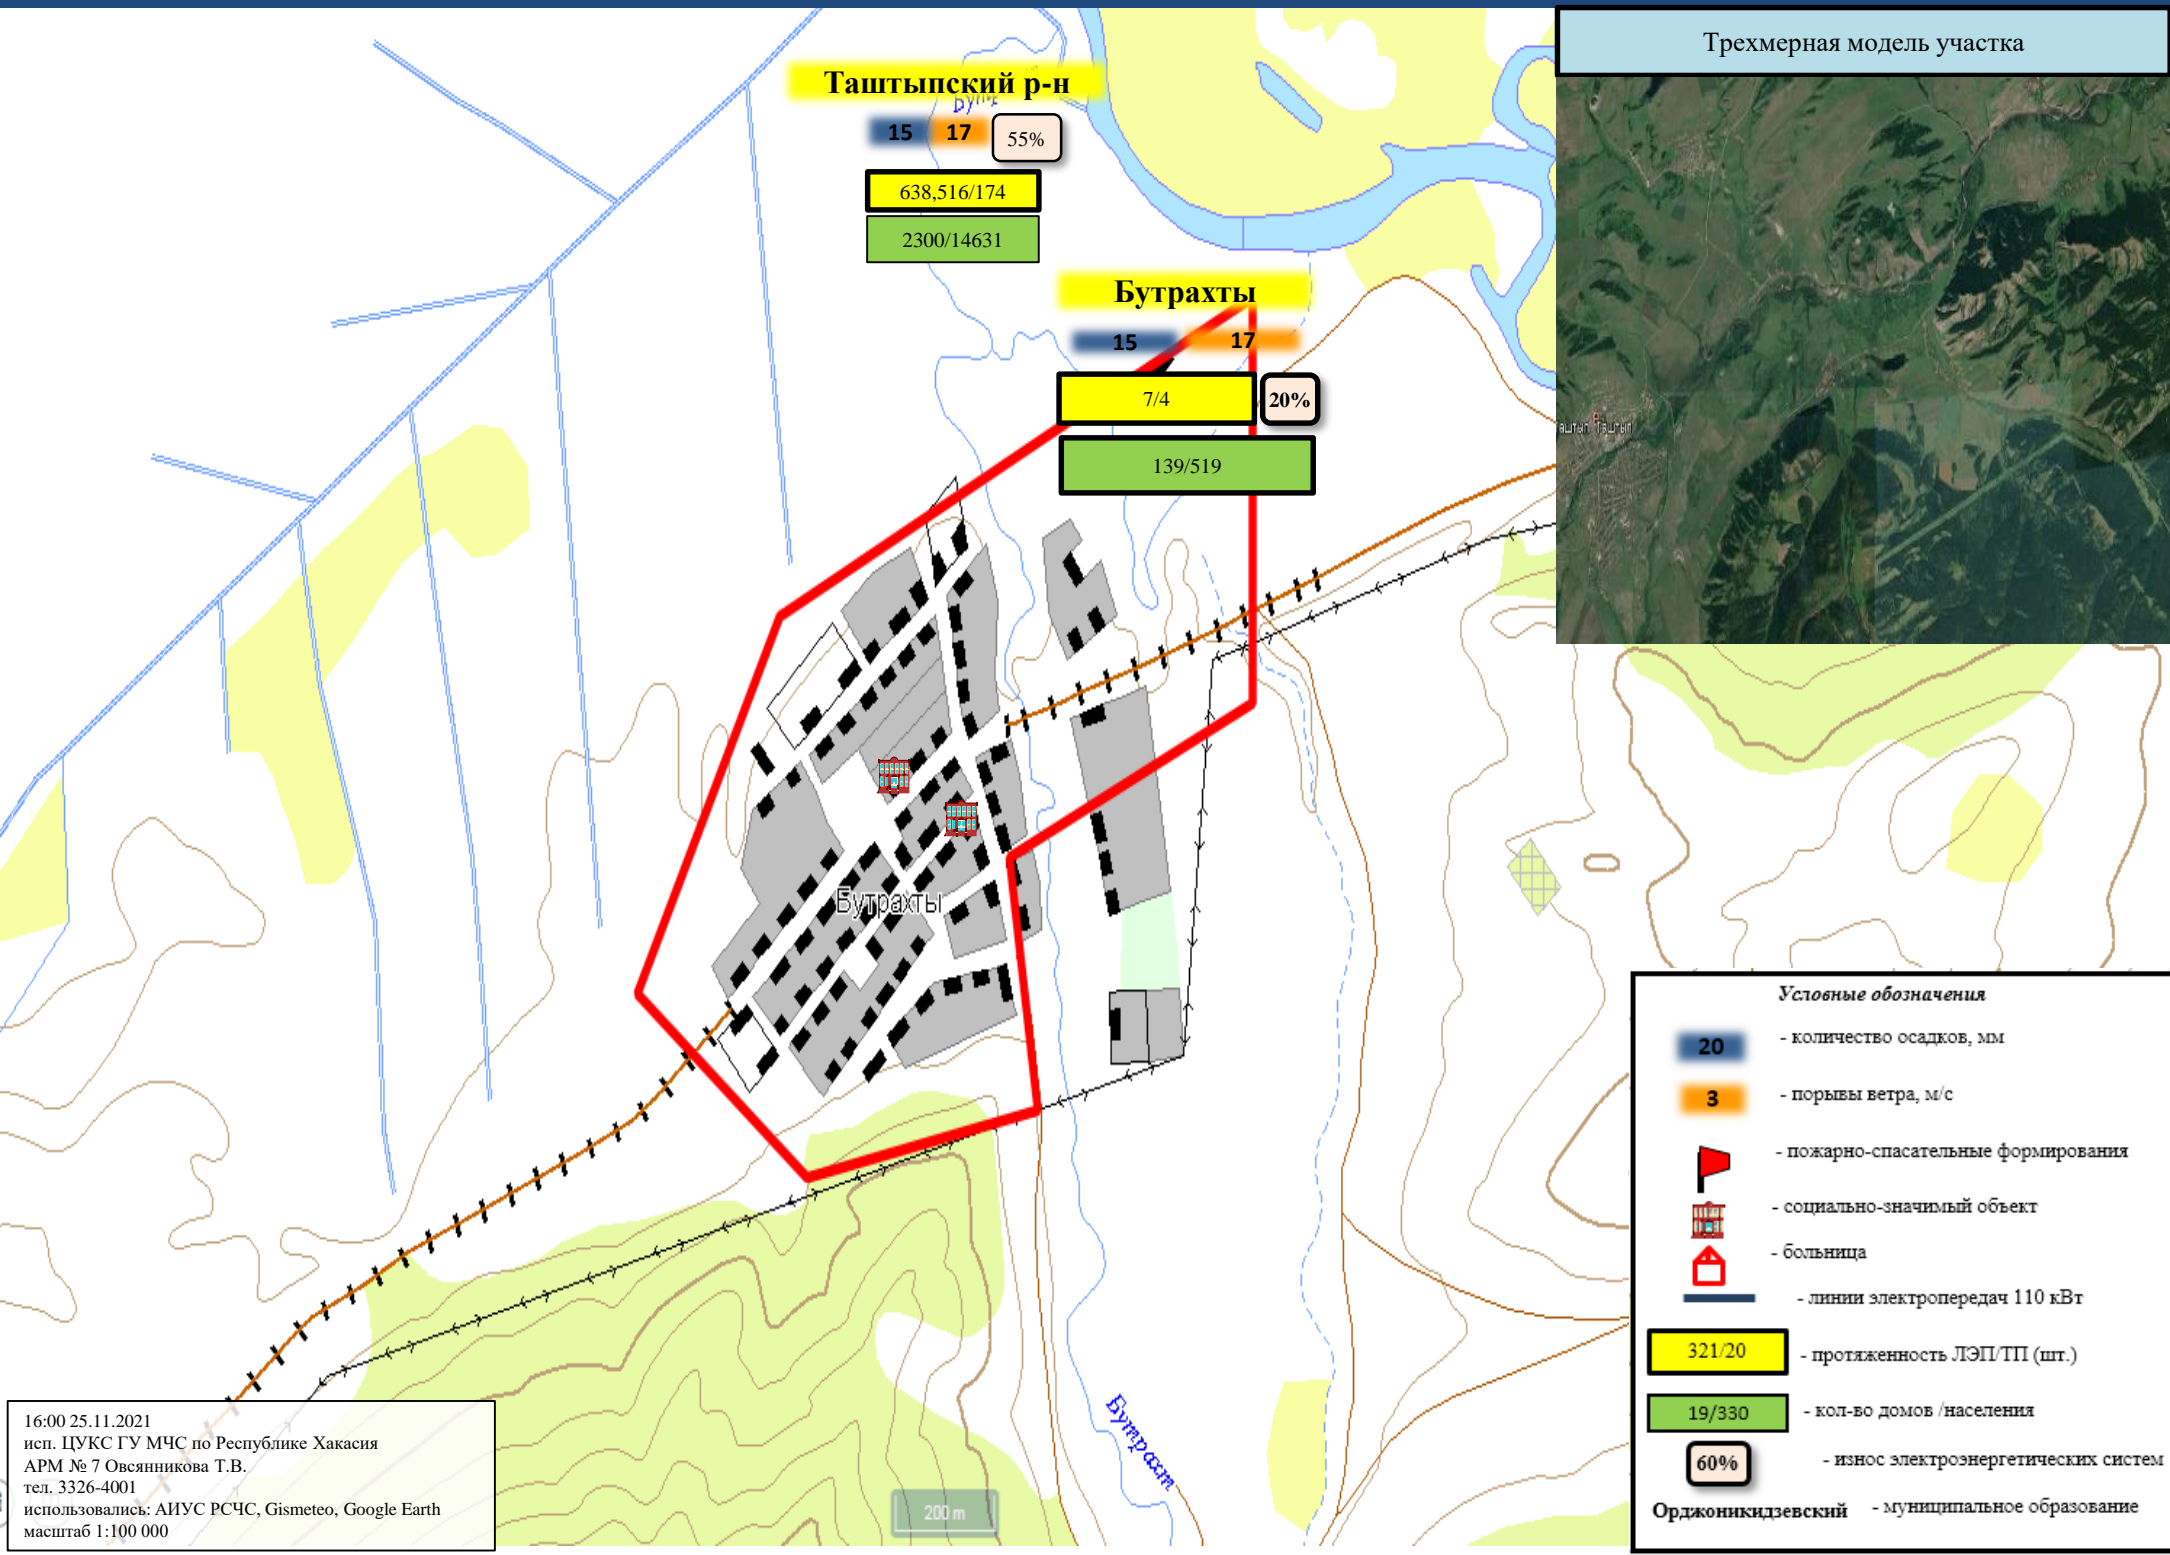 Трехмерная модель участка
Таштыпский р-н
15 17 55%
638,516/174
2300/14631
Бутрахты
15 17
7/4 20%
139/519
Таштып
Бутрахты
Бутрахт
200 m
Условные обозначения
20 - количество осадков, мм
3 - порывы ветра, м/с
- пожарно-спасательные формирования
- социально-значимый объект
- больница
- линии электропередач 110 кВт
321/20 - протяженность ЛЭП/ТП (шт.)
19/330 - кол-во домов /населения
60% - износ электроэнергетических систем
Орджоникидзевский - муниципальное образование
16:00 25.11.2021
исп. ЦУКС ГУ МЧС по Республике Хакасия
АРМ № 7 Овсянникова Т.В.
тел. 3326-4001
использовались: АИУС РСЧС, Gismeteo, Google Earth
масштаб 1:100 000